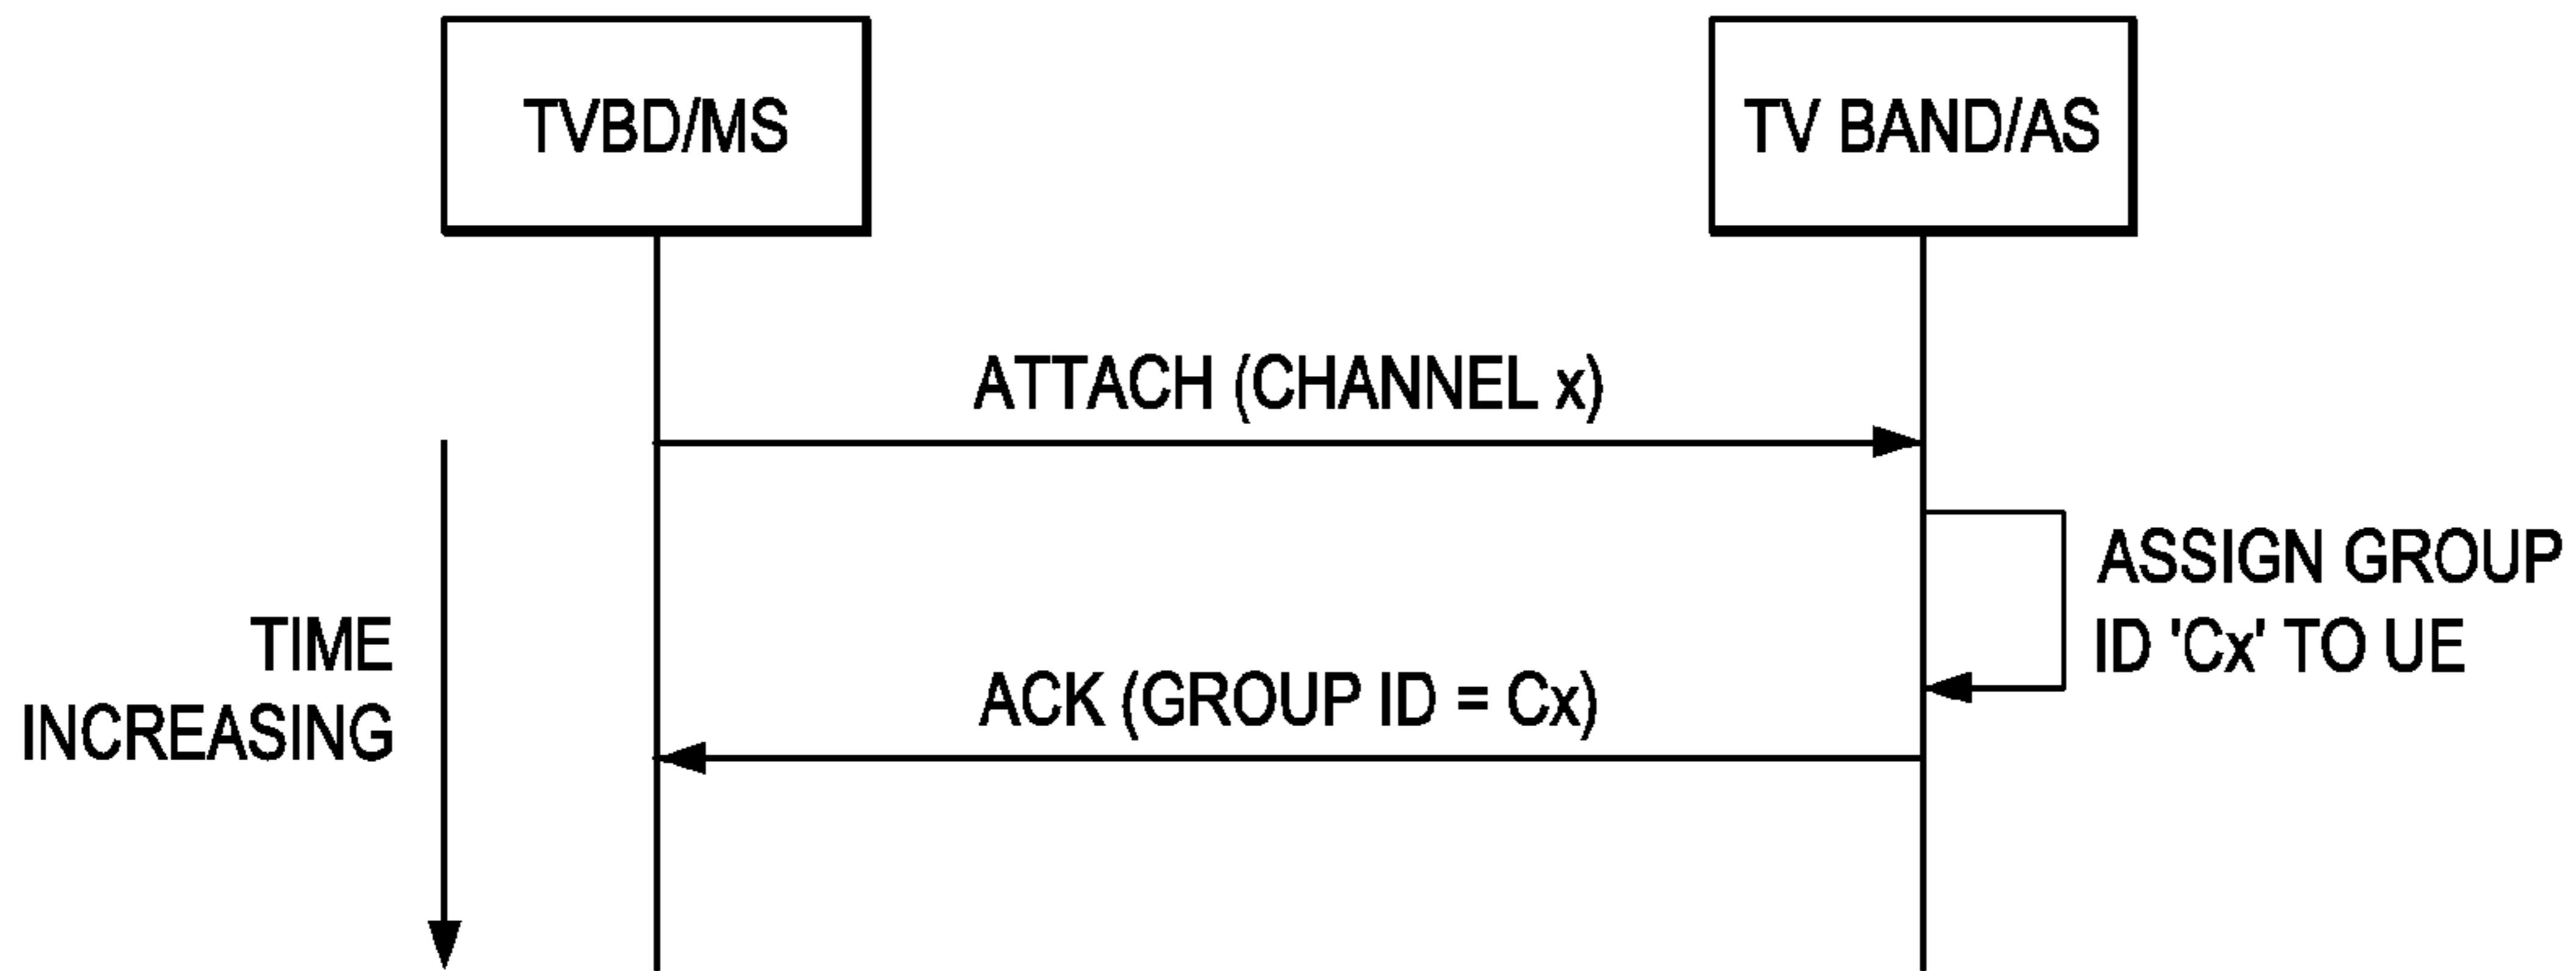 TVBD/MS
TV BAND/AS
ATTACH (CHANNEL x)
ASSIGN GROUP
ID 'Cx' TO UE
TIME
INCREASING
ACK (GROUP ID = Cx)